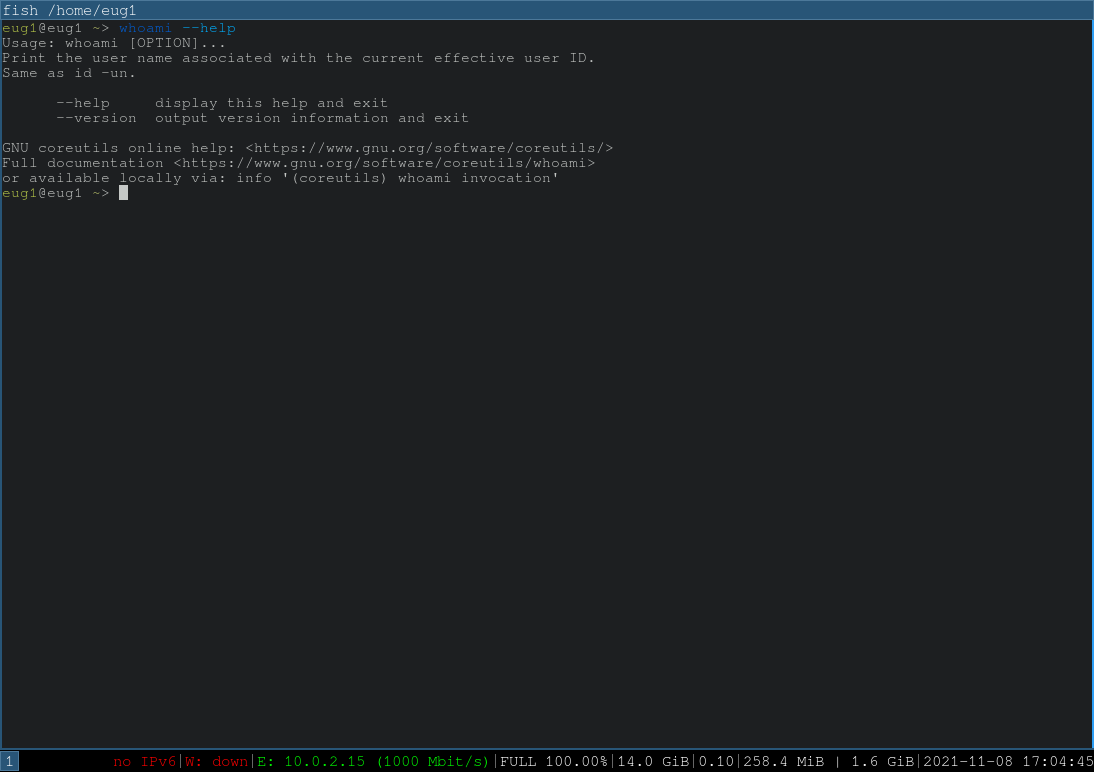 fish /home/eug1
eug1@eug1 ~> whoami --help
Usage: whoami [OPTION]...
Print the user name associated with the current effective user ID.
Same as id -un.
      --help     display this help and exit
      --version  output version information and exit
GNU coreutils online help: <https://www.gnu.org/software/coreutils/>
Full documentation <https://www.gnu.org/software/coreutils/whoami>
or available locally via: info '(coreutils) whoami invocation'
eug1@eug1 ~>
1 no IPv6|W: down|E: 10.0.2.15 (1000 Mbit/s)|FULL 100.00%|14.0 GiB|0.10|258.4 MiB | 1.6 GiB|2021-11-08 17:04:45